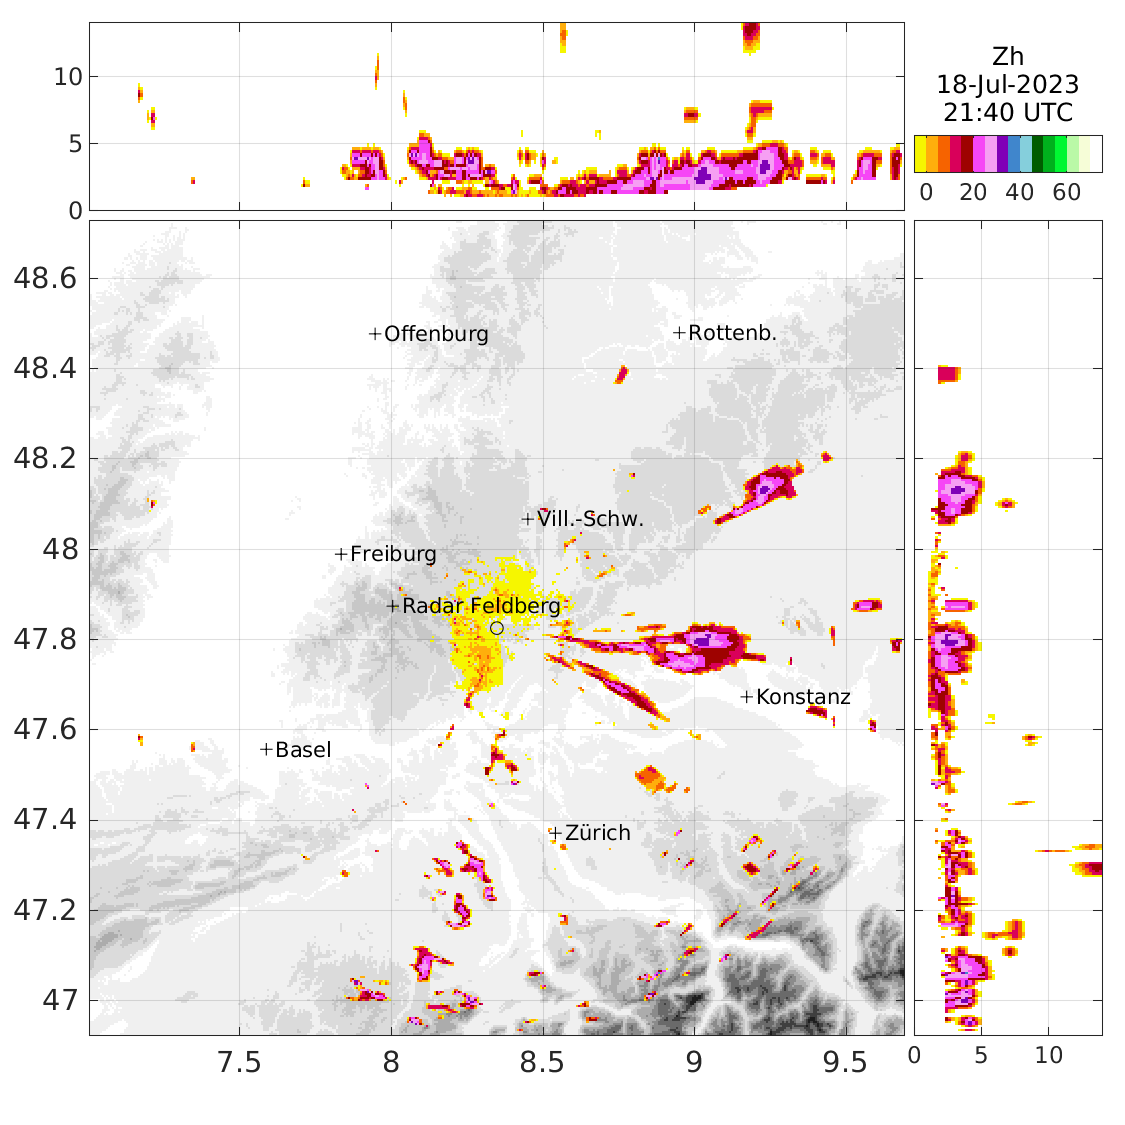 Zh
18-Jul-2023
21:40 UTC
10
5
0
0 20 40 60
48.6
48.4
48.2
48
47.8
47.6
47.4
47.2
47
+Offenburg
+Rottenb.
+Vill.-Schw.
+Freiburg
+Radar Feldberg
+Konstanz
+Basel
+Zürich
7.5 8 8.5 9 9.5
0 5 10